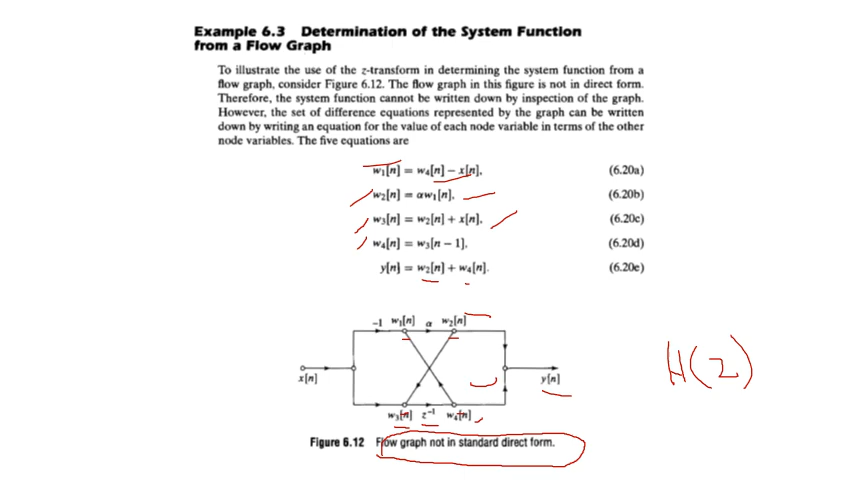 Example 6.3 Determination of the System Function
from a Flow Graph
To illustrate the use of the z-transform in determining the system function from a
flow graph, consider Figure 6.12. The flow graph in this figure is not in direct form.
Therefore, the system function cannot be written down by inspection of the graph.
However, the set of difference equations represented by the graph can be written
down by writing an equation for the value of each node variable in terms of the other
node variables. The five equations are
w₁[n] = w₄[n] − x[n], (6.20a)
w₂[n] = αw₁[n], (6.20b)
w₃[n] = w₂[n] + x[n], (6.20c)
w₄[n] = w₃[n − 1], (6.20d)
y[n] = w₂[n] + w₄[n]. (6.20e)
−1 w₁[n] α w₂[n]
H(z)
x[n] y[n]
w₃[n] z⁻¹ w₄[n]
Figure 6.12 Flow graph not in standard direct form.